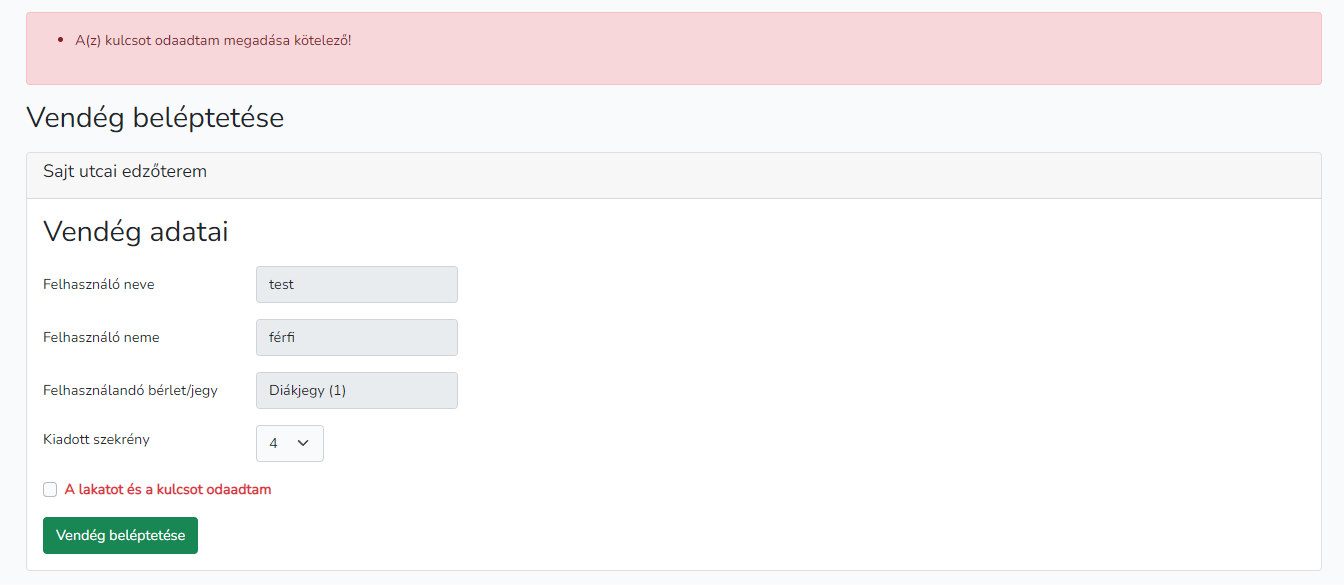 A(z) kulcsot odaadtam megadása kötelező!
Vendég beléptetése
Sajt utcai edzőterem
Vendég adatai
Felhasználó neve
test
Felhasználó neme
férfi
Felhasználandó bérlet/jegy
Diákjegy (1)
Kiadott szekrény
4
A lakatot és a kulcsot odaadtam
Vendég beléptetése